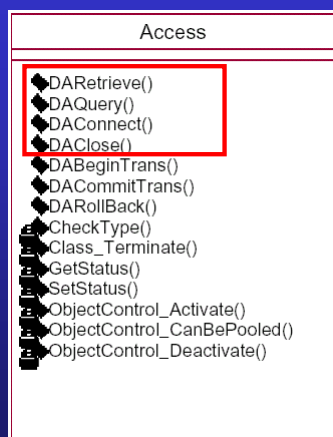 Access
DARetrieve()
DAQuery()
DAConnect()
DAClose()
DABeginTrans()
DACommitTrans()
DARollBack()
CheckType()
Class_Terminate()
GetStatus()
SetStatus()
ObjectControl_Activate()
ObjectControl_CanBePooled()
ObjectControl_Deactivate()